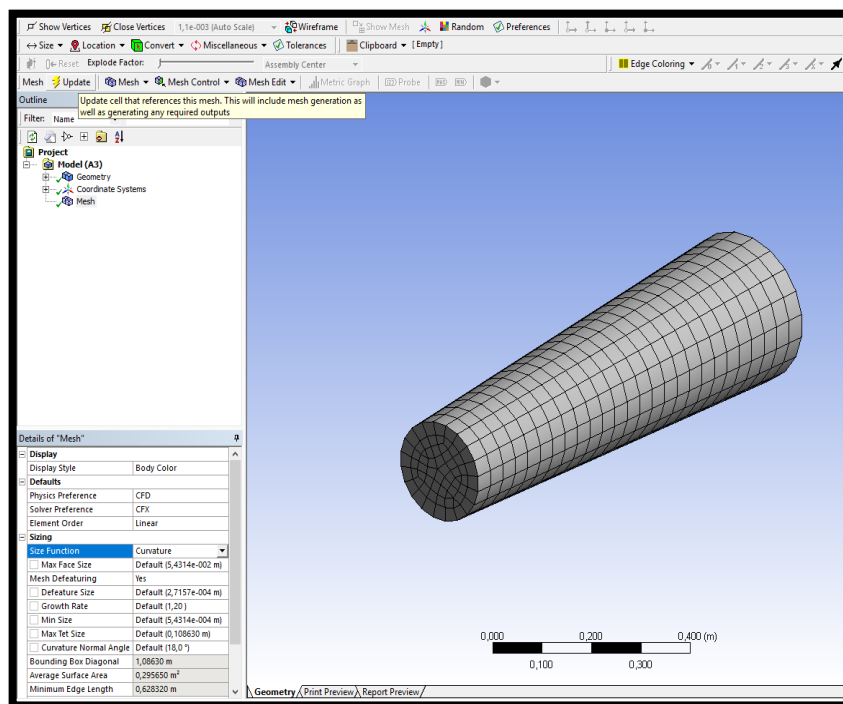 Show Vertices Close Vertices 1,1e-003 (Auto Scale) Wireframe Show Mesh Random Preferences
Size Location Convert Miscellaneous Tolerances Clipboard [Empty]
Reset Explode Factor: Assembly Center Edge Coloring
Mesh Update Mesh Mesh Control Mesh Edit Metric Graph Probe
Outline
Update cell that references this mesh. This will include mesh generation as
well as generating any required outputs
Filter: Name
Project
Model (A3)
Geometry
Coordinate Systems
Mesh
Details of "Mesh"
Display
Display Style Body Color
Defaults
Physics Preference CFD
Solver Preference CFX
Element Order Linear
Sizing
Size Function Curvature
Max Face Size Default (5,4314e-002 m)
Mesh Defeaturing Yes
Defeature Size Default (2,7157e-004 m)
Growth Rate Default (1,20 )
Min Size Default (5,4314e-004 m)
Max Tet Size Default (0,108630 m)
Curvature Normal Angle Default (18,0 °)
Bounding Box Diagonal 1,08630 m
Average Surface Area 0,295650 m²
Minimum Edge Length 0,628320 m
0,000 0,200 0,400 (m)
0,100 0,300
Geometry Print Preview Report Preview